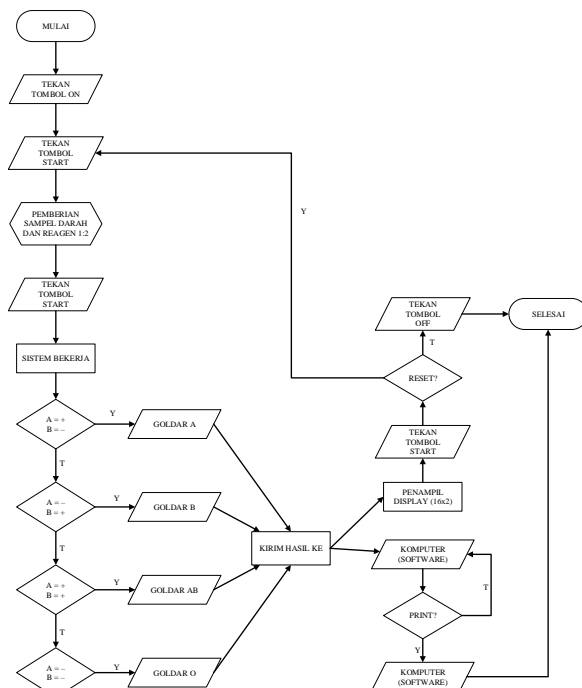 MULAI
TEKAN
TOMBOL ON
TEKAN
TOMBOL
START
PEMBERIAN
SAMPEL DARAH
DAN REAGEN 1:2
TEKAN
TOMBOL
START
SISTEM BEKERJA
A = +
B = –
Y
GOLDAR A
T
A = –
B = +
Y
GOLDAR B
T
A = +
B = +
Y
GOLDAR AB
T
A = –
B = –
Y
GOLDAR O
KIRIM HASIL KE
Y
TEKAN
TOMBOL
OFF
SELESAI
T
RESET?
TEKAN
TOMBOL
START
PENAMPIL
DISPLAY (16x2)
KOMPUTER
(SOFTWARE)
T
PRINT?
Y
KOMPUTER
(SOFTWARE)